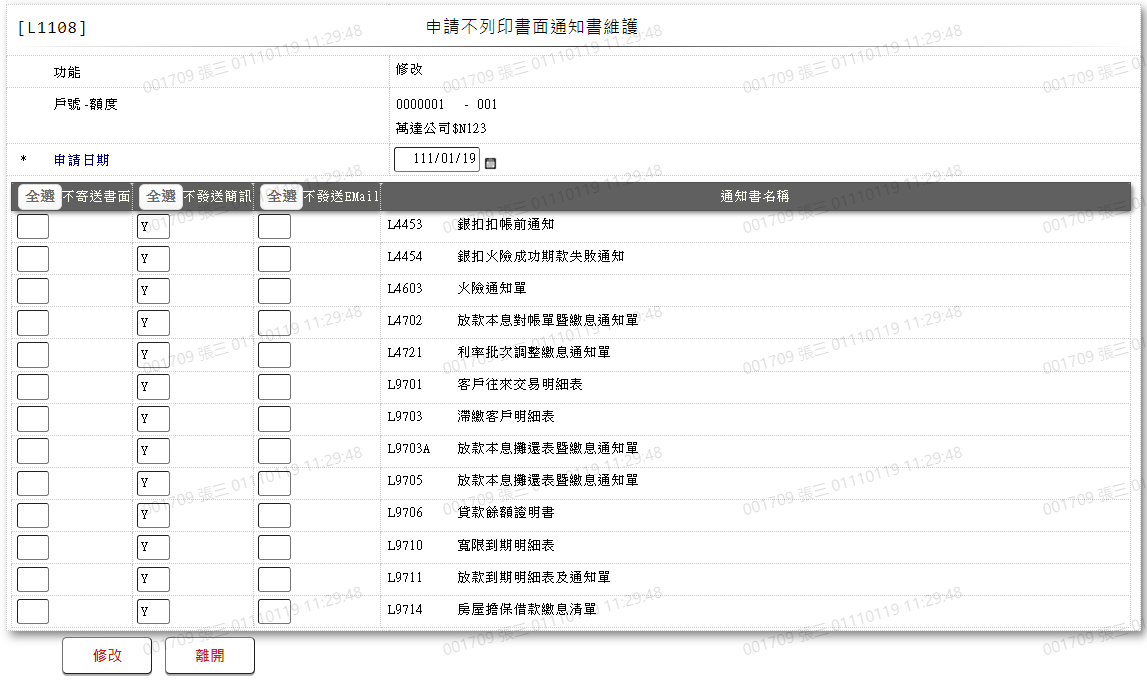 [L1108] 申請不列印書面通知書維護
功能 修改
戶號-額度 0000001 - 001
萬達公司$N123
* 申請日期 111/01/19
全選 不寄送書面 全選 不發送簡訊 全選 不發送EMail 通知書名稱
Y L4453 銀扣扣帳前通知
Y L4454 銀扣火險成功期款失敗通知
Y L4603 火險通知單
Y L4702 放款本息對帳單暨繳息通知單
Y L4721 利率批次調整繳息通知單
Y L9701 客戶往來交易明細表
Y L9703 滯繳客戶明細表
Y L9703A 放款本息攤還表暨繳息通知單
Y L9705 放款本息攤還表暨繳息通知單
Y L9706 貸款餘額證明書
Y L9710 寬限到期明細表
Y L9711 放款到期明細表及通知單
Y L9714 房屋擔保借款繳息清單
修改 離開
001709 張三 01110119 11:29:48